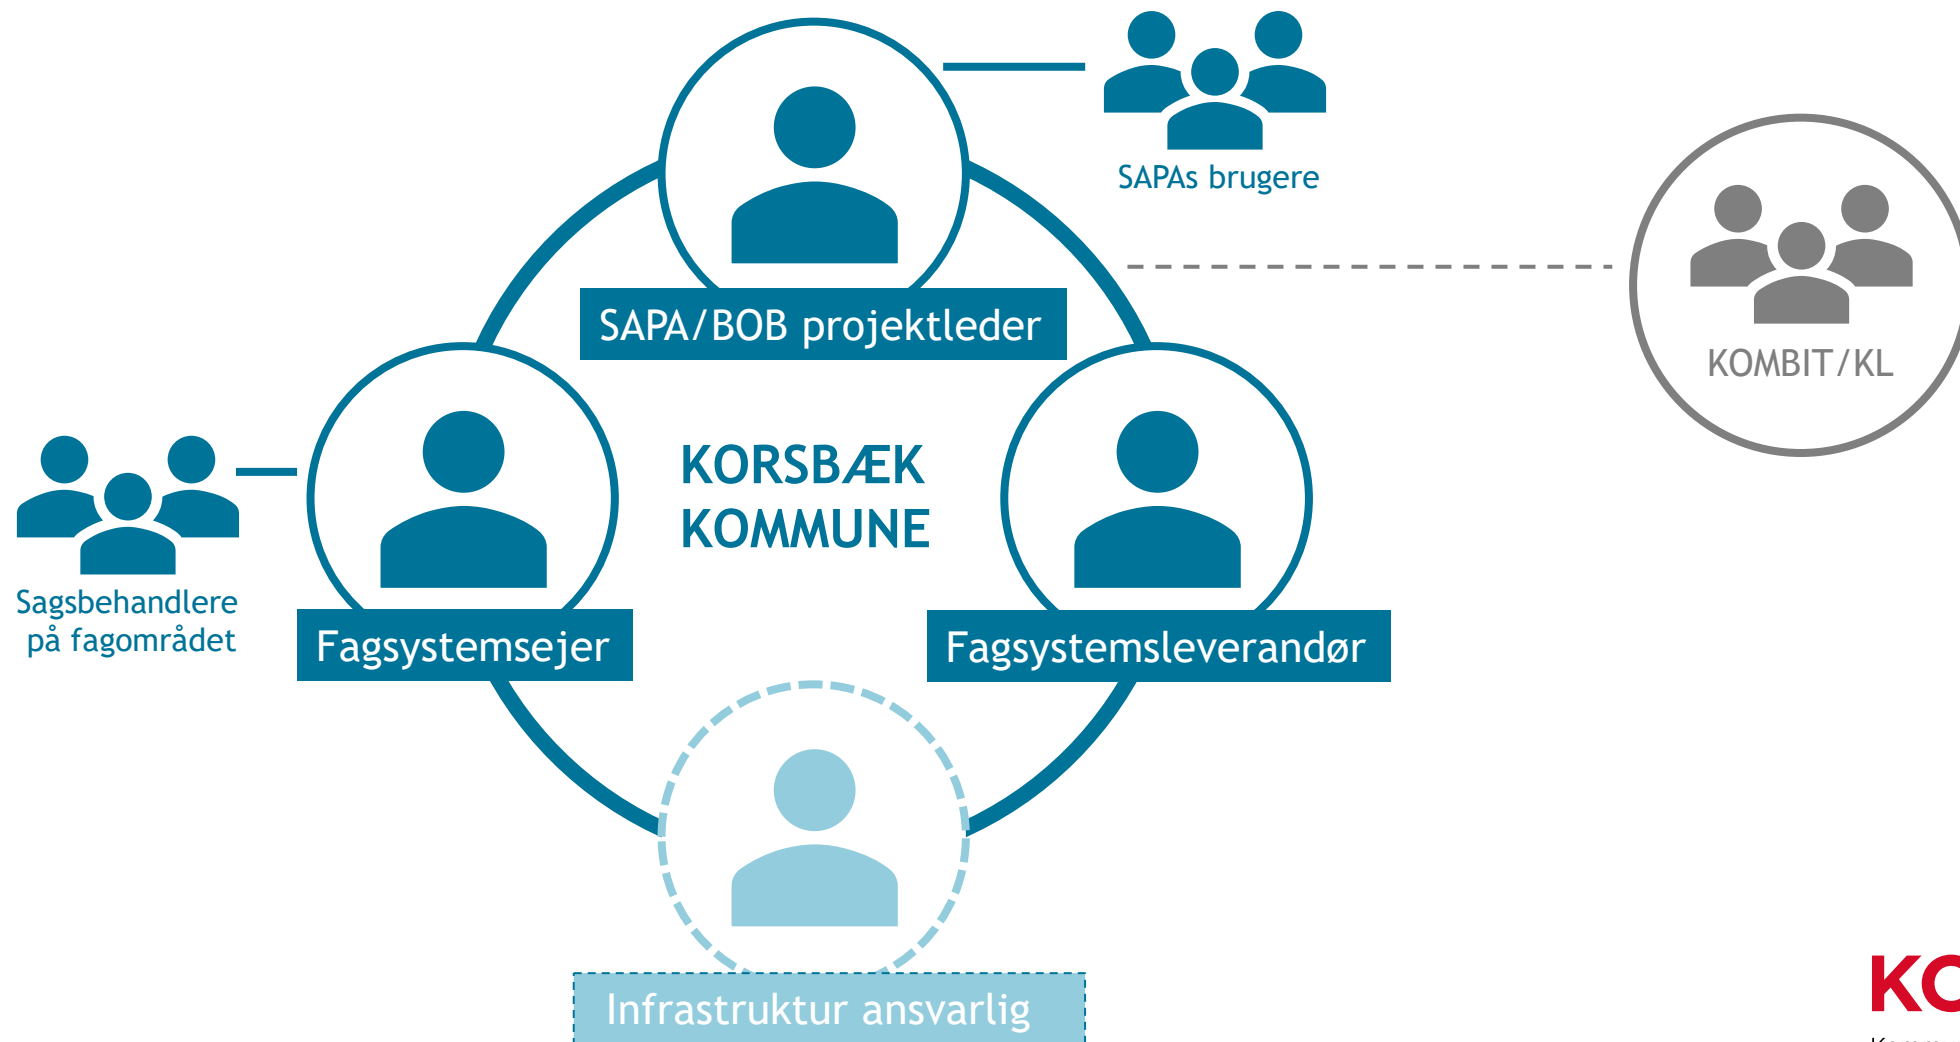 SAPAs brugere
SAPA/BOB projektleder
KOMBIT/KL
KORSBÆK
KOMMUNE
Sagsbehandlere
på fagområdet
Fagsystemsejer
Fagsystemsleverandør
Infrastruktur ansvarlig